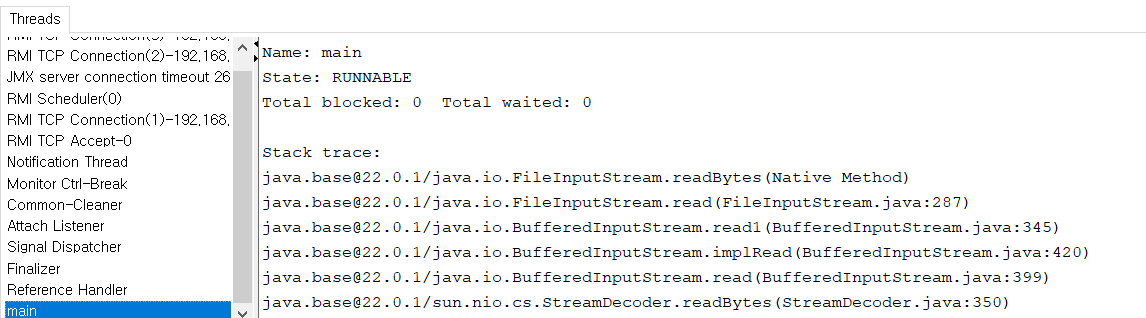 Threads
RMI TCP Connection(3)-192,168,
RMI TCP Connection(2)-192,168,
JMX server connection timeout 26
RMI Scheduler(0)
RMI TCP Connection(1)-192,168,
RMI TCP Accept-0
Notification Thread
Monitor Ctrl-Break
Common-Cleaner
Attach Listener
Signal Dispatcher
Finalizer
Reference Handler
main
Name: main
State: RUNNABLE
Total blocked: 0  Total waited: 0
Stack trace:
java.base@22.0.1/java.io.FileInputStream.readBytes(Native Method)
java.base@22.0.1/java.io.FileInputStream.read(FileInputStream.java:287)
java.base@22.0.1/java.io.BufferedInputStream.read1(BufferedInputStream.java:345)
java.base@22.0.1/java.io.BufferedInputStream.implRead(BufferedInputStream.java:420)
java.base@22.0.1/java.io.BufferedInputStream.read(BufferedInputStream.java:399)
java.base@22.0.1/sun.nio.cs.StreamDecoder.readBytes(StreamDecoder.java:350)